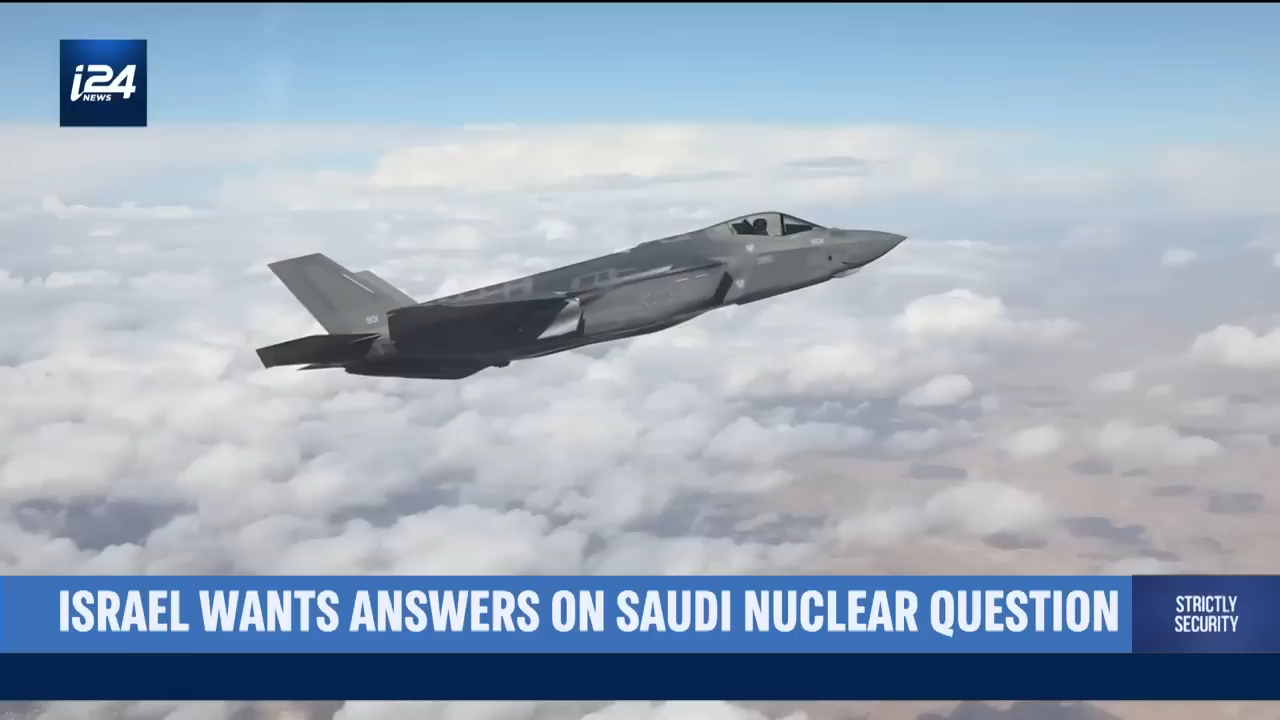 i24
NEWS
ISRAEL WANTS ANSWERS ON SAUDI NUCLEAR QUESTION
STRICTLY
SECURITY